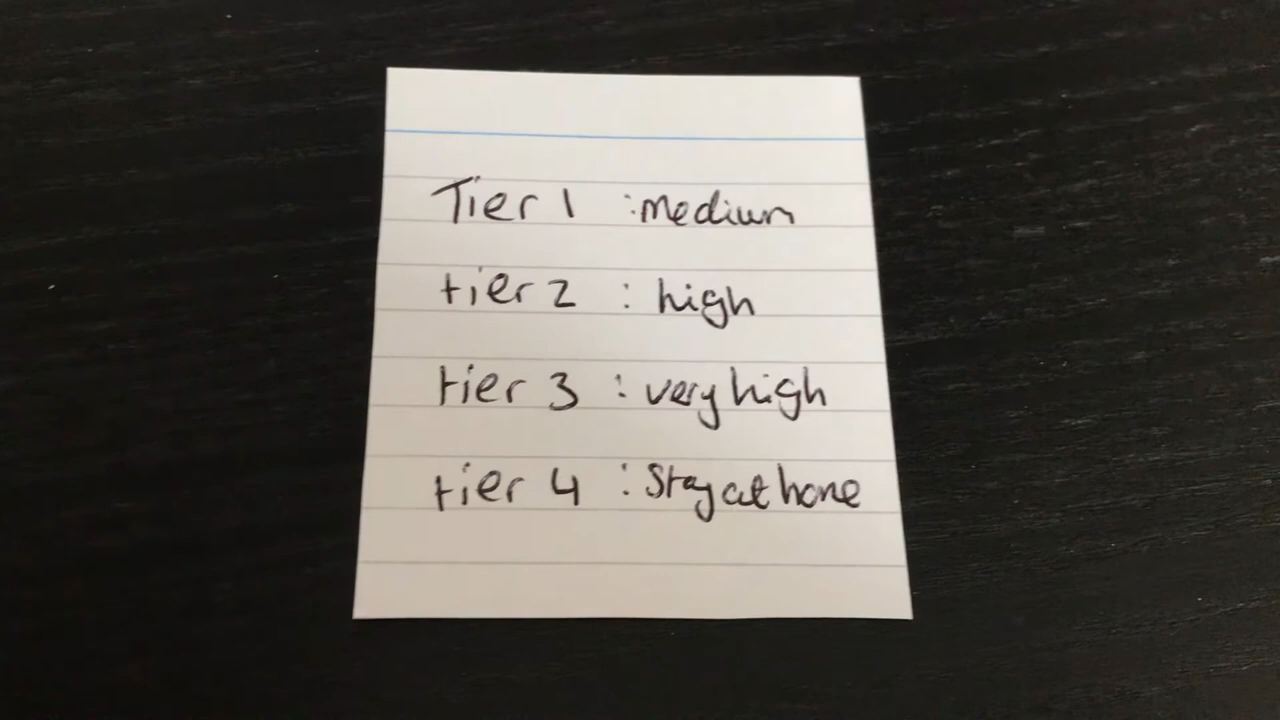 Tier 1 : medium
tier 2 : high
tier 3 : very high
tier 4 : Stay at home